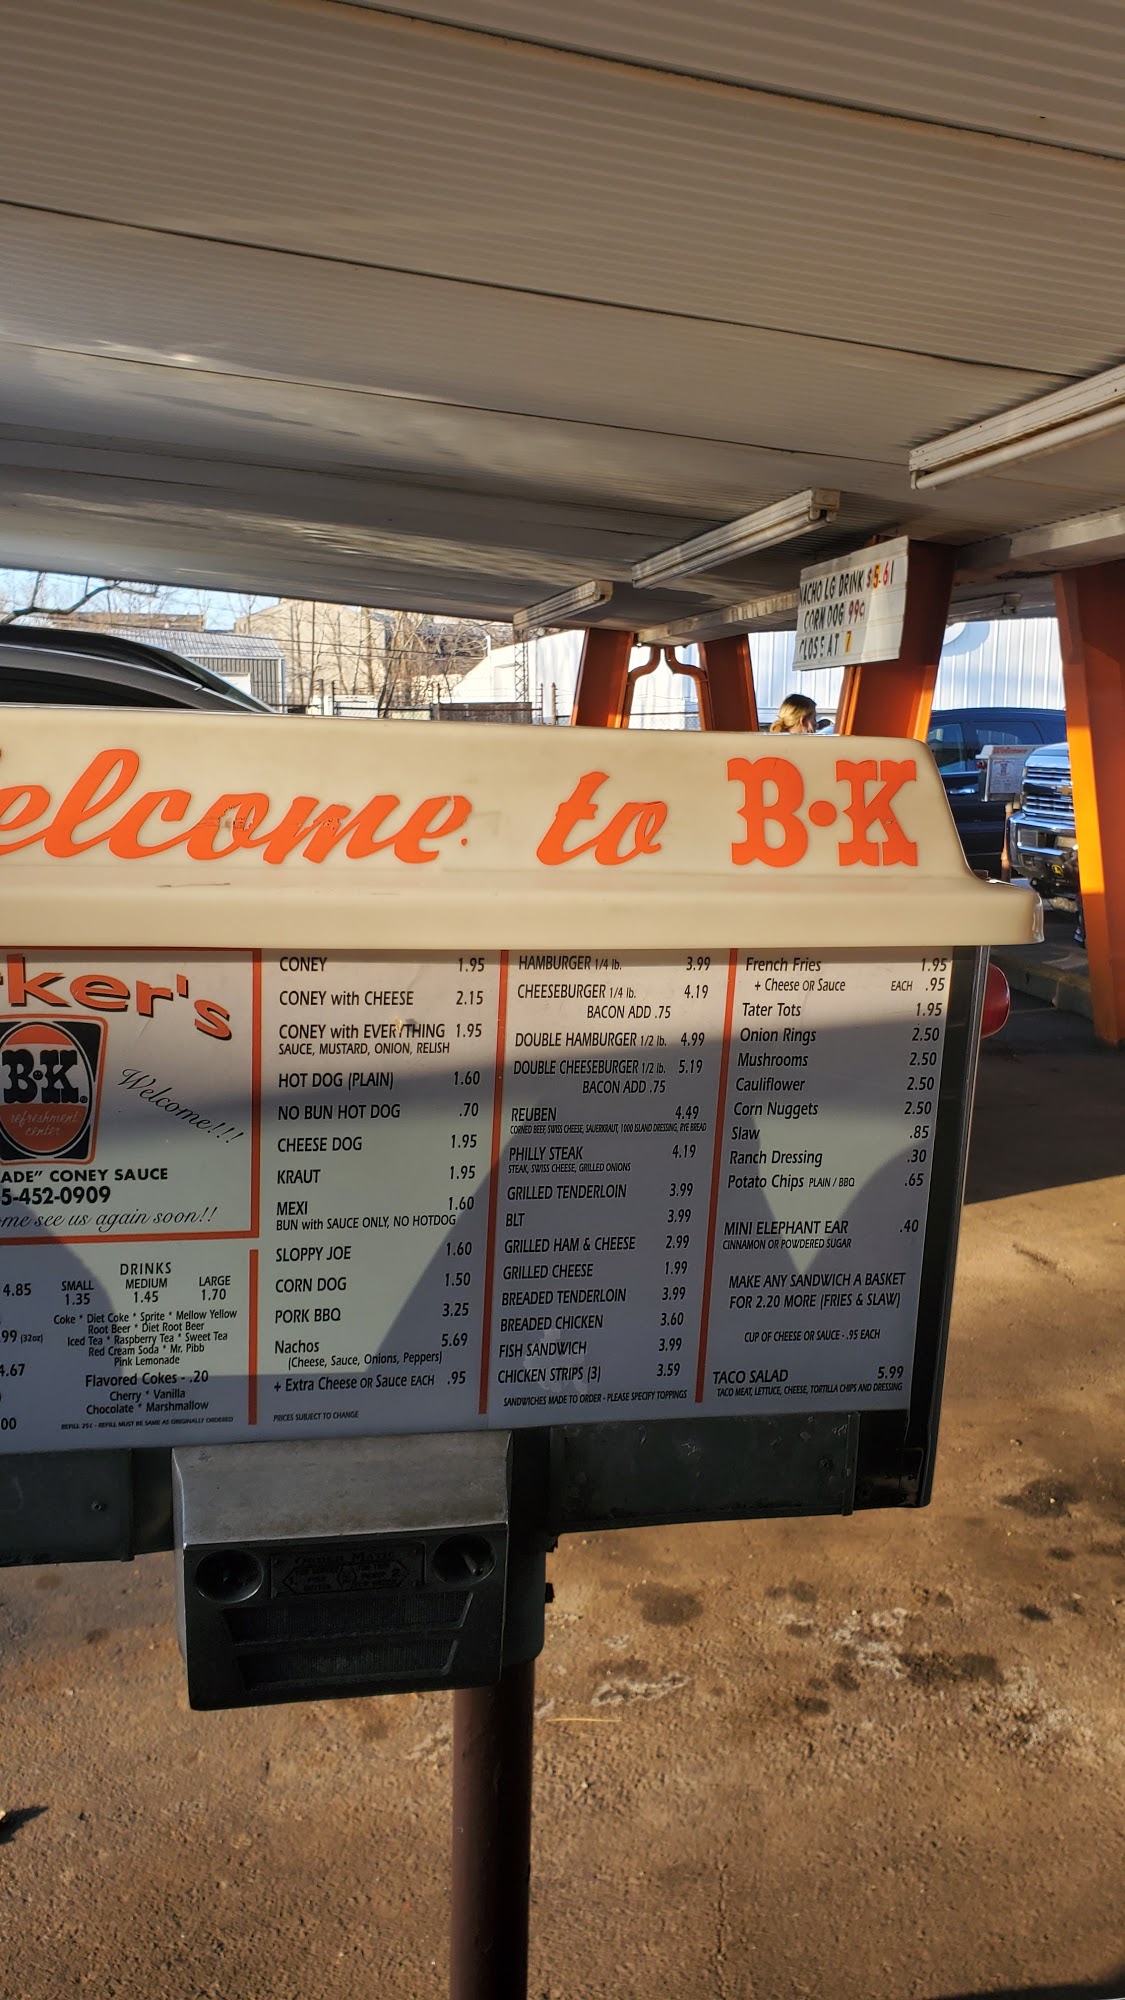 NACHO LG DRINK $5.61
CORN DOG 99¢
CLOSE AT 7
elcome to B•K
ker's
B•K
refreshment
center
Welcome!!!
ADE" CONEY SAUCE
5-452-0909
me see us again soon!!
DRINKS
4.85 SMALL MEDIUM LARGE
1.35 1.45 1.70
Coke * Diet Coke * Sprite * Mellow Yellow
Root Beer * Diet Root Beer
.99 (32oz) Iced Tea * Raspberry Tea * Sweet Tea
Red Cream Soda * Mr. Pibb
Pink Lemonade
4.67
Flavored Cokes - .20
Cherry * Vanilla
Chocolate * Marshmallow
00
REFILL 25¢ - REFILL MUST BE SAME AS ORIGINALLY ORDERED
CONEY 1.95
CONEY with CHEESE 2.15
CONEY with EVERYTHING 1.95
SAUCE, MUSTARD, ONION, RELISH
HOT DOG (PLAIN) 1.60
NO BUN HOT DOG .70
CHEESE DOG 1.95
KRAUT 1.95
MEXI 1.60
BUN with SAUCE ONLY, NO HOTDOG
SLOPPY JOE 1.60
CORN DOG 1.50
PORK BBQ 3.25
Nachos 5.69
(Cheese, Sauce, Onions, Peppers)
+ Extra Cheese OR Sauce EACH .95
PRICES SUBJECT TO CHANGE
HAMBURGER 1/4 lb. 3.99
CHEESEBURGER 1/4 lb. 4.19
BACON ADD .75
DOUBLE HAMBURGER 1/2 lb. 4.99
DOUBLE CHEESEBURGER 1/2 lb. 5.19
BACON ADD .75
REUBEN 4.49
CORNED BEEF, SWISS CHEESE, SAUERKRAUT, 1000 ISLAND DRESSING, RYE BREAD
PHILLY STEAK 4.19
STEAK, SWISS CHEESE, GRILLED ONIONS
GRILLED TENDERLOIN 3.99
BLT 3.99
GRILLED HAM & CHEESE 2.99
GRILLED CHEESE 1.99
BREADED TENDERLOIN 3.99
BREADED CHICKEN 3.60
FISH SANDWICH 3.99
CHICKEN STRIPS (3) 3.59
SANDWICHES MADE TO ORDER - PLEASE SPECIFY TOPPINGS
French Fries 1.95
+ Cheese OR Sauce EACH .95
Tater Tots 1.95
Onion Rings 2.50
Mushrooms 2.50
Cauliflower 2.50
Corn Nuggets 2.50
Slaw .85
Ranch Dressing .30
Potato Chips PLAIN / BBQ .65
MINI ELEPHANT EAR .40
CINNAMON OR POWDERED SUGAR
MAKE ANY SANDWICH A BASKET
FOR 2.20 MORE (FRIES & SLAW)
CUP OF CHEESE OR SAUCE - .95 EACH
TACO SALAD 5.99
TACO MEAT, LETTUCE, CHEESE, TORTILLA CHIPS AND DRESSING